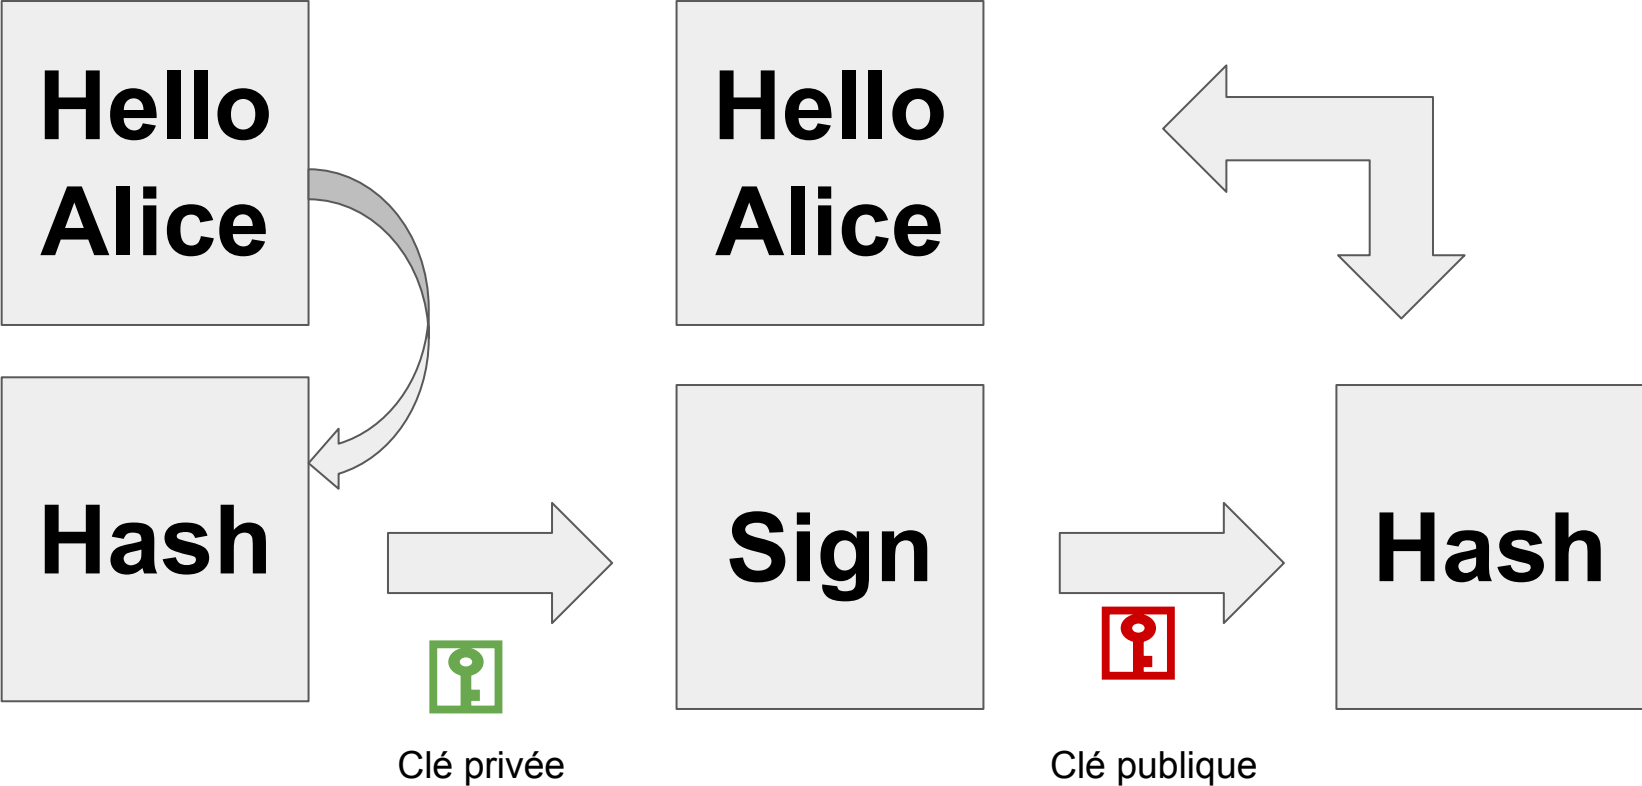 Hello
Alice
Hello
Alice
Hash
Sign
Hash
Clé privée
Clé publique